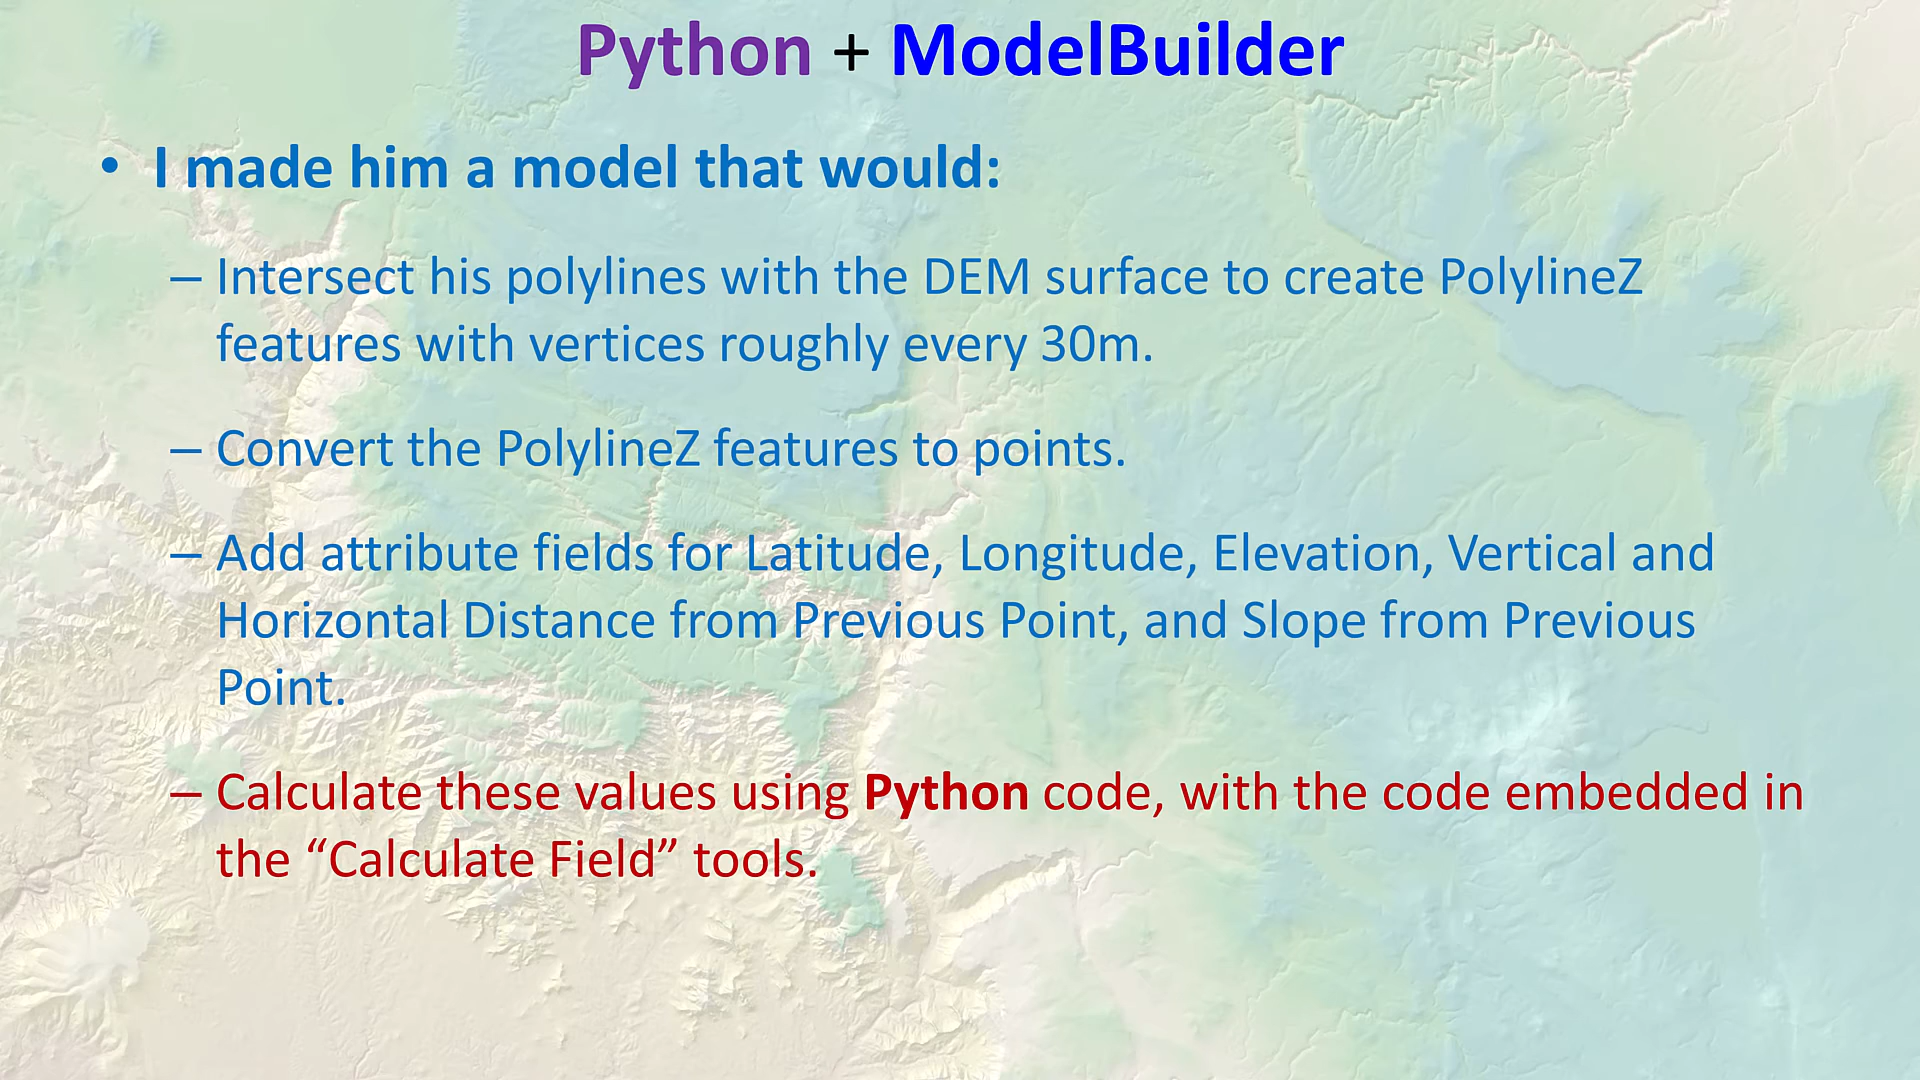 Python + ModelBuilder
• I made him a model that would:
– Intersect his polylines with the DEM surface to create PolylineZ
features with vertices roughly every 30m.
– Convert the PolylineZ features to points.
– Add attribute fields for Latitude, Longitude, Elevation, Vertical and
Horizontal Distance from Previous Point, and Slope from Previous
Point.
– Calculate these values using Python code, with the code embedded in
the “Calculate Field” tools.